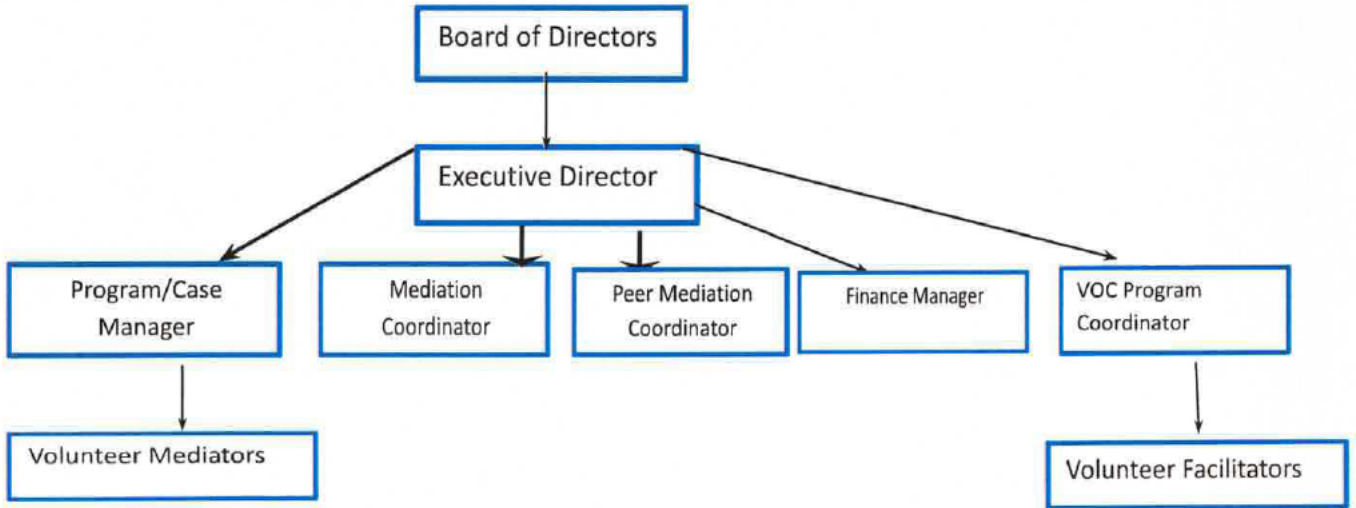 Board of Directors
Executive Director
Program/Case
Manager
Mediation
Coordinator
Peer Mediation
Coordinator
Finance Manager
VOC Program
Coordinator
Volunteer Mediators
Volunteer Facilitators